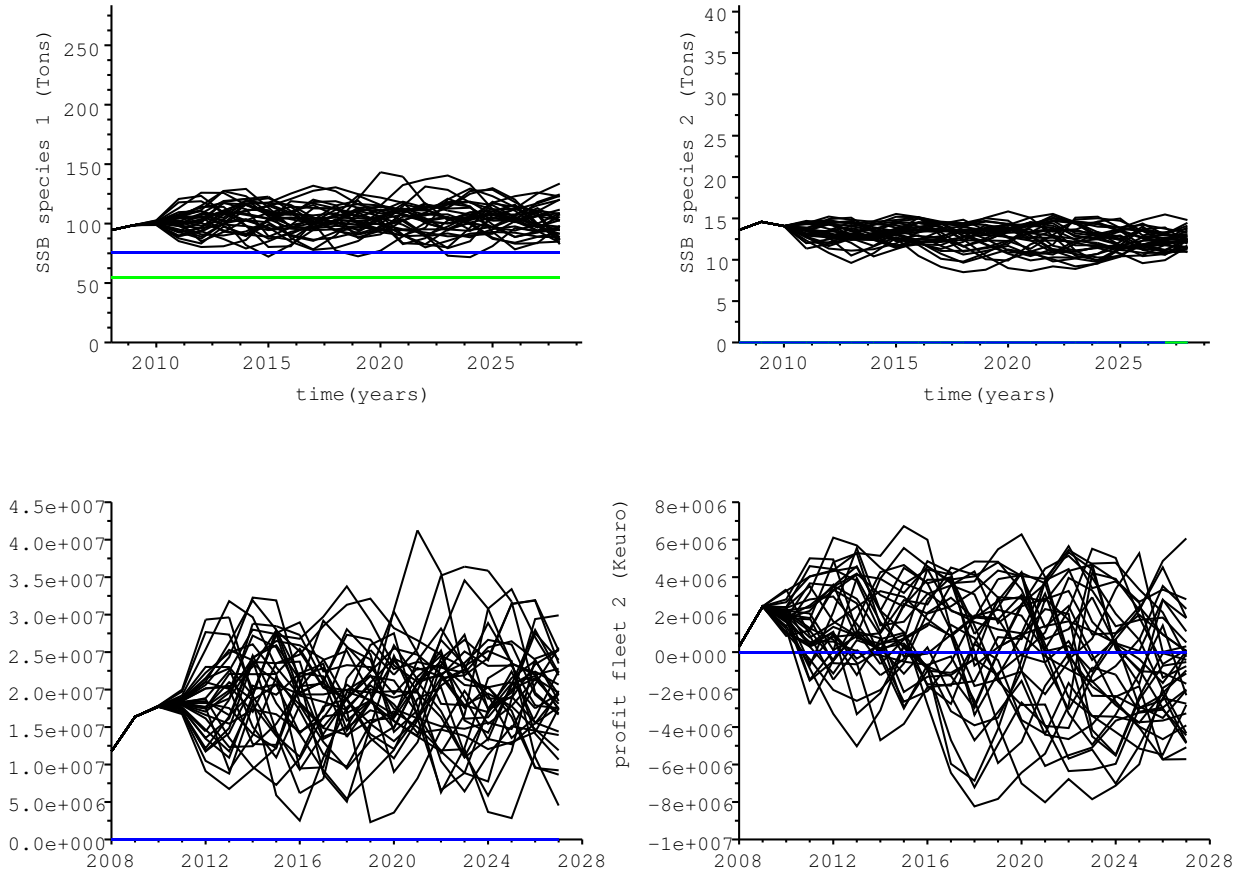 SSB species 1 (Tons)
250
200
150
100
50
0
2010 2015 2020 2025
time(years)
SSB species 2 (Tons)
40
35
30
25
20
15
10
5
0
2010 2015 2020 2025
time(years)
4.5e+007
4.0e+007
3.5e+007
3.0e+007
2.5e+007
2.0e+007
1.5e+007
1.0e+007
5.0e+006
0.0e+000
2008 2012 2016 2020 2024 2028
profit fleet 2 (Keuro)
8e+006
6e+006
4e+006
2e+006
0e+000
−2e+006
−4e+006
−6e+006
−8e+006
−1e+007
2008 2012 2016 2020 2024 2028